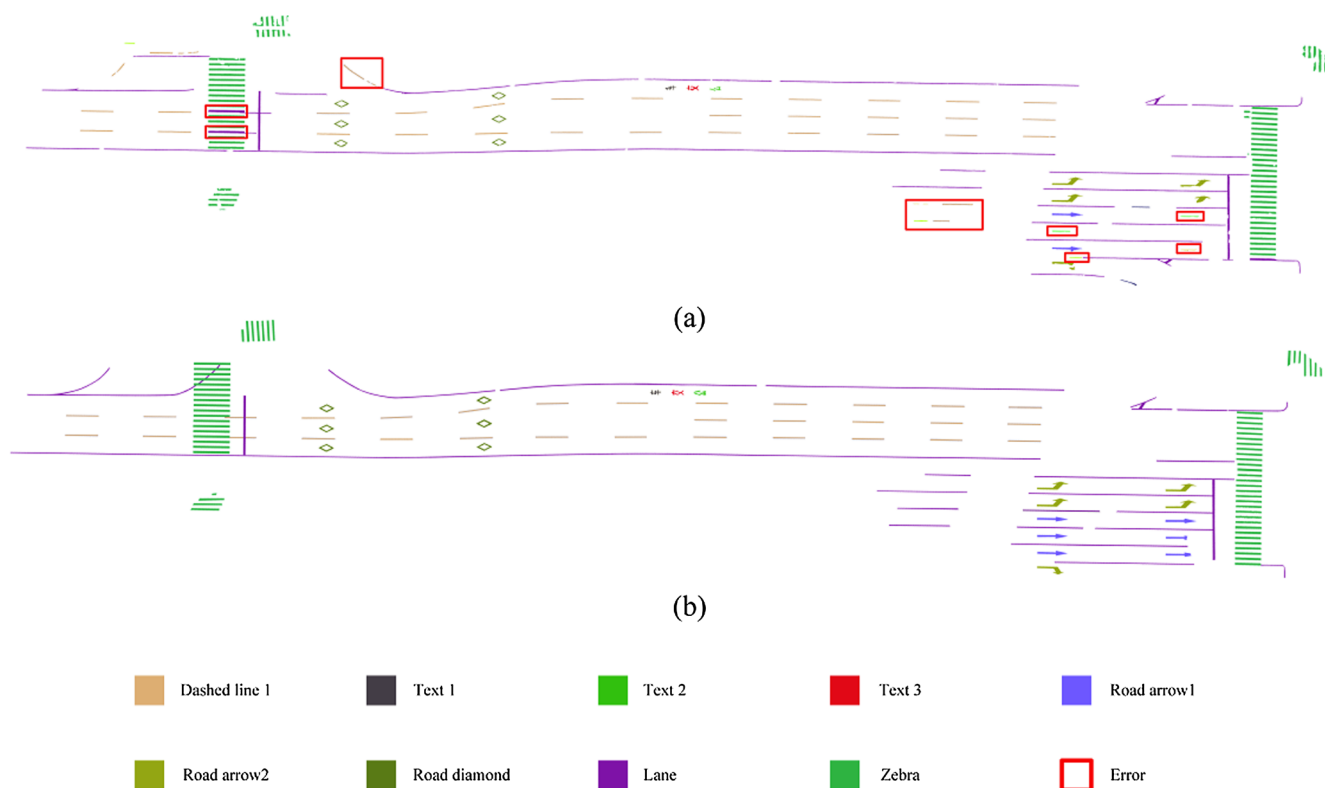 (a)
(b)
Dashed line 1 Text 1 Text 2 Text 3 Road arrow1
Road arrow2 Road diamond Lane Zebra Error